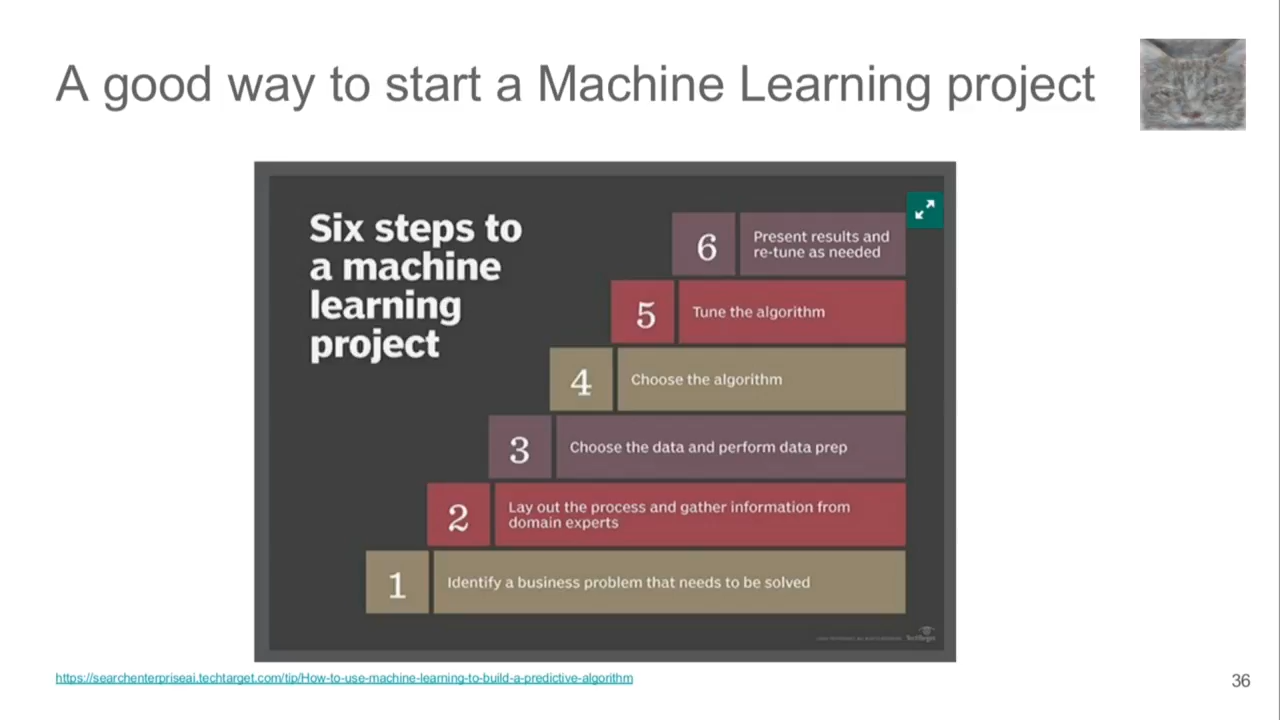 A good way to start a Machine Learning project
Six steps to
a machine
learning
project
6
Present results and
re-tune as needed
5
Tune the algorithm
4
Choose the algorithm
3
Choose the data and perform data prep
2
Lay out the process and gather information from
domain experts
1
Identify a business problem that needs to be solved
TechTarget
https://searchenterpriseai.techtarget.com/tip/How-to-use-machine-learning-to-build-a-predictive-algorithm
36